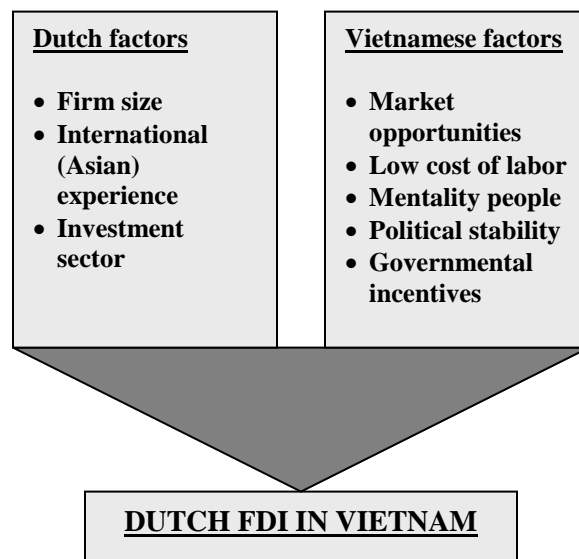 Dutch factors
• Firm size
• International
(Asian)
experience
• Investment
sector
Vietnamese factors
• Market
opportunities
• Low cost of labor
• Mentality people
• Political stability
• Governmental
incentives
DUTCH FDI IN VIETNAM